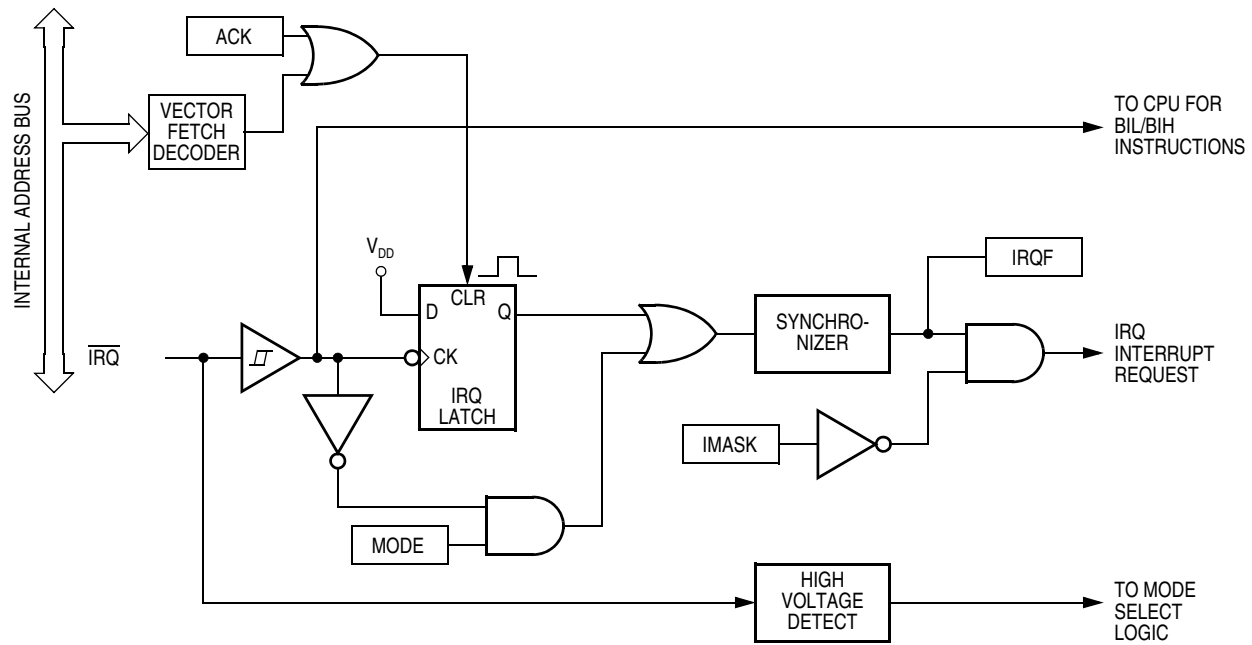 INTERNAL ADDRESS BUS
ACK
VECTOR
FETCH
DECODER
TO CPU FOR
BIL/BIH
INSTRUCTIONS
VDD
IRQF
CLR
D
Q
SYNCHRO-
NIZER
IRQ
INTERRUPT
REQUEST
IRQ
CK
IRQ
LATCH
IMASK
MODE
HIGH
VOLTAGE
DETECT
TO MODE
SELECT
LOGIC